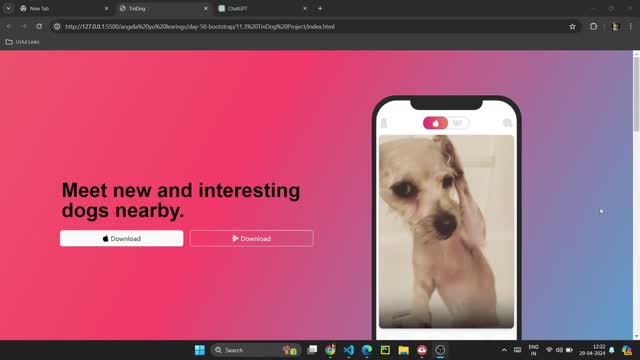 New Tab
TinDog
ChatGPT
http://127.0.0.1:5500/angela%20yu%20learings/day-58-bootstrap/11.3%20TinDog%20Project/index.html
Useful Links
Meet new and interesting
dogs nearby.
Download
Download
Search
ENG
IN
12:22
29-04-2024